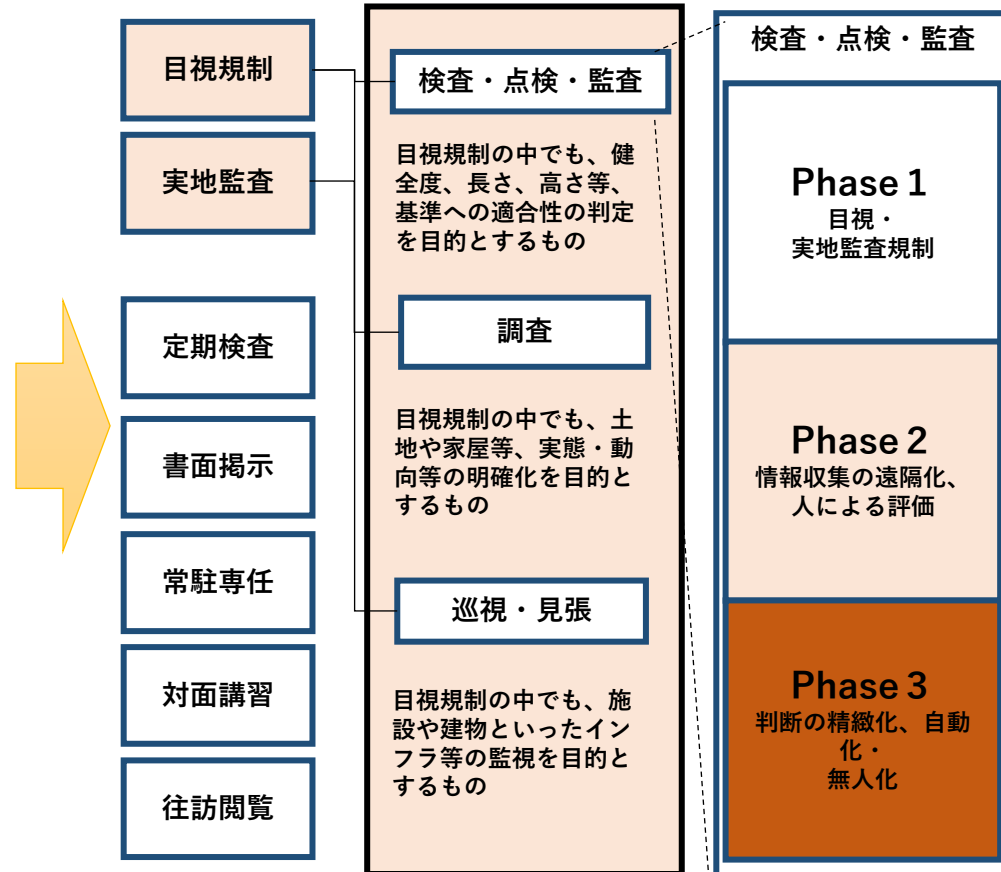 目視規制
実地監査
定期検査
書面掲示
常駐専任
対面講習
往訪閲覧
検査・点検・監査
目視規制の中でも、健
全度、長さ、高さ等、
基準への適合性の判定
を目的とするもの
調査
目視規制の中でも、土
地や家屋等、実態・動
向等の明確化を目的と
するもの
巡視・見張
目視規制の中でも、施
設や建物といったイン
フラ等の監視を目的と
するもの
検査・点検・監査
Phase 1
目視・
実地監査規制
Phase 2
情報収集の遠隔化、
人による評価
Phase 3
判断の精緻化、自動
化・
無人化